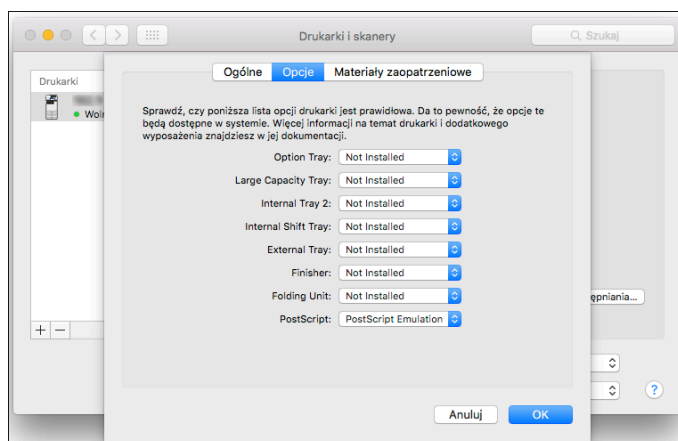 Drukarki i skanery
Szukaj
Drukarki
Ogólne Opcje Materiały zaopatrzeniowe
Sprawdź, czy poniższa lista opcji drukarki jest prawidłowa. Da to pewność, że opcje te
będą dostępne w systemie. Więcej informacji na temat drukarki i dodatkowego
wyposażenia znajdziesz w jej dokumentacji.
Option Tray: Not Installed
Large Capacity Tray: Not Installed
Internal Tray 2: Not Installed
Internal Shift Tray: Not Installed
External Tray: Not Installed
Finisher: Not Installed
Folding Unit: Not Installed
PostScript: PostScript Emulation
+ −
?
Anuluj OK